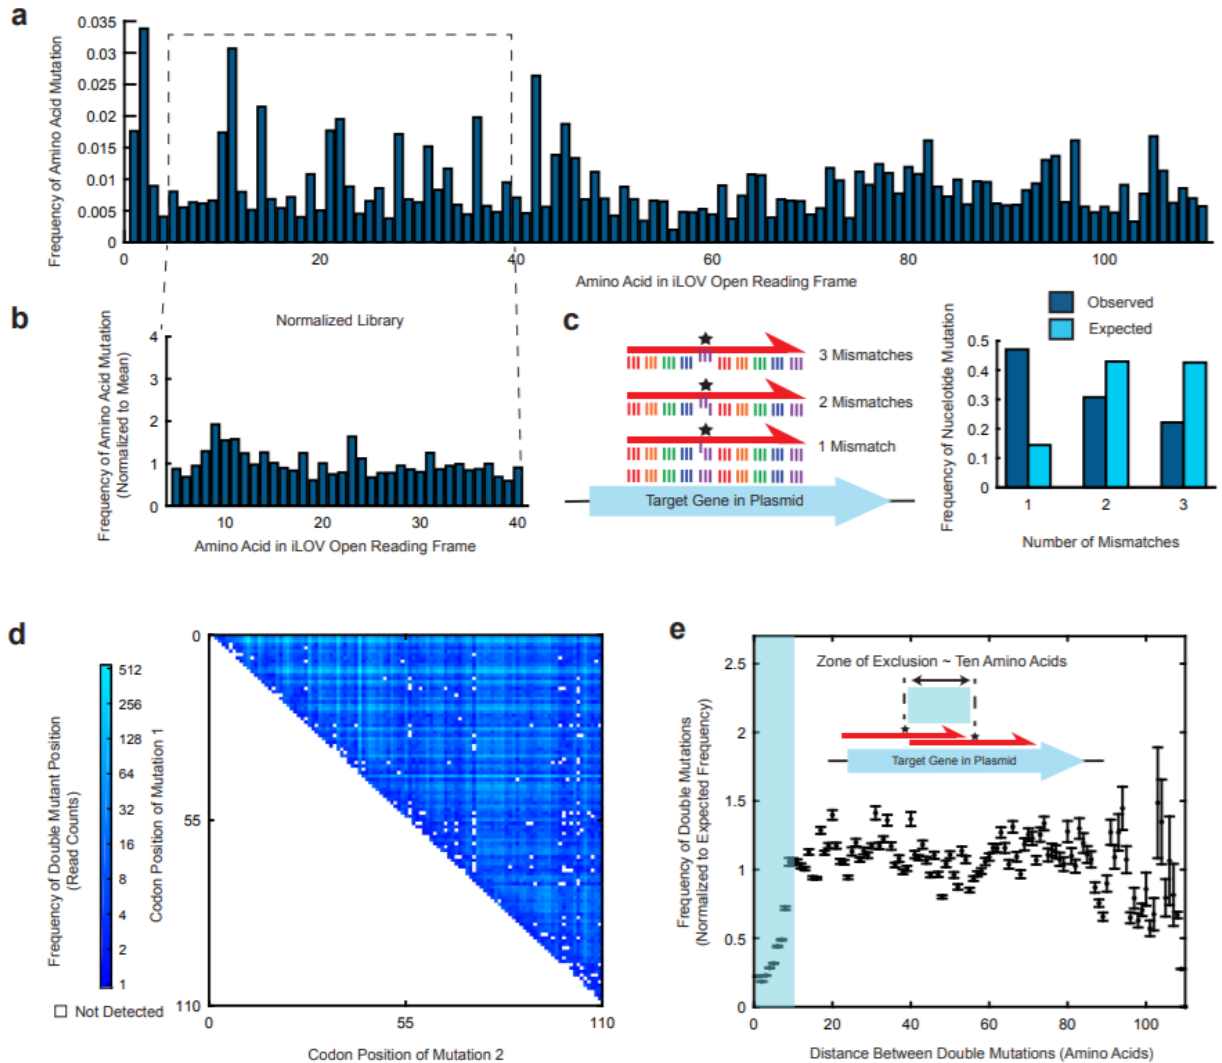 a
Frequency of Amino Acid Mutation
0.035
0.03
0.025
0.02
0.015
0.01
0.005
0
0 20 40 60 80 100
Amino Acid in iLOV Open Reading Frame
b
Normalized Library
Frequency of Amino Acid Mutation
(Normalized to Mean)
4
3
2
1
0
10 20 30 40
Amino Acid in iLOV Open Reading Frame
c
3 Mismatches
2 Mismatches
1 Mismatch
Target Gene in Plasmid
Observed
Expected
Frequency of Nucelotide Mutation
0.5
0.4
0.3
0.2
0.1
0
1 2 3
Number of Mismatches
d
Frequency of Double Mutant Position
(Read Counts)
512
256
128
64
32
16
8
4
2
1
Not Detected
Codon Position of Mutation 1
0
55
110
0 55 110
Codon Position of Mutation 2
e
Frequency of Double Mutations
(Normalized to Expected Frequency)
2.5
2
1.5
1
0.5
0
Zone of Exclusion ~ Ten Amino Acids
Target Gene in Plasmid
0 20 40 60 80 100
Distance Between Double Mutations (Amino Acids)